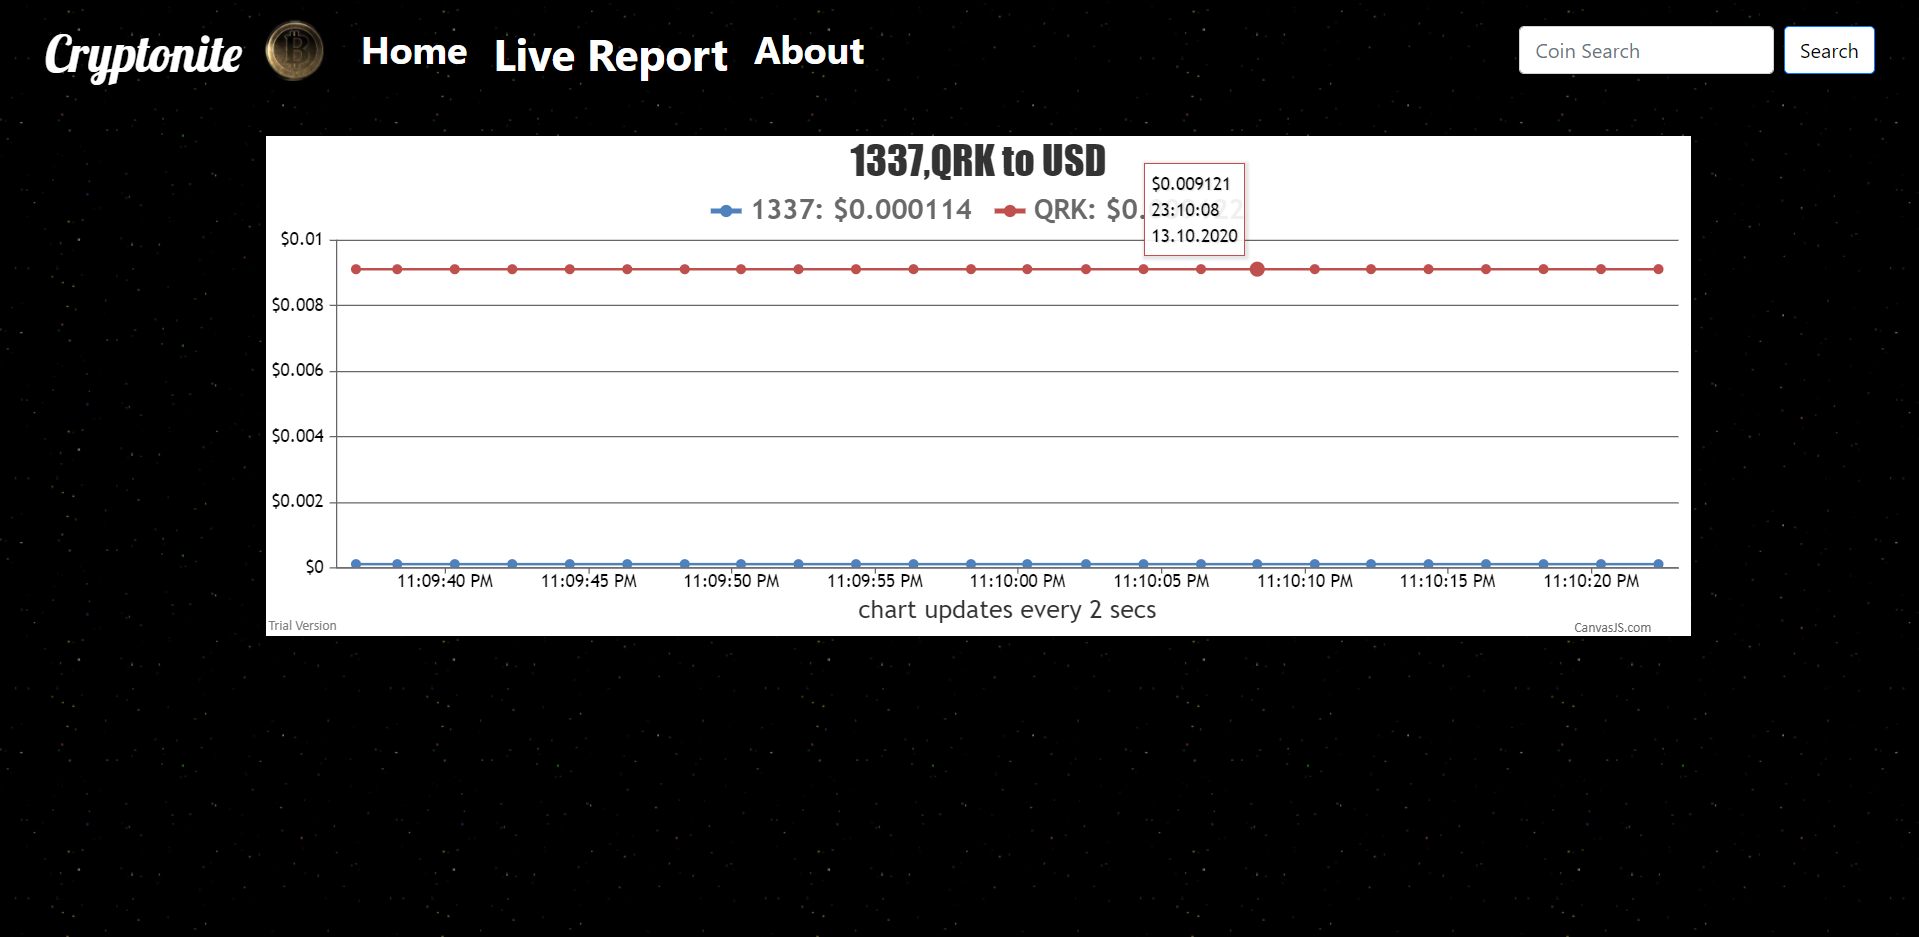 Cryptonite Home Live Report About Coin Search Search
1337,QRK to USD
1337: $0.000114 QRK: $0.
$0.009121
23:10:08
13.10.2020
$0.01
$0.008
$0.006
$0.004
$0.002
$0
11:09:40 PM 11:09:45 PM 11:09:50 PM 11:09:55 PM 11:10:00 PM 11:10:05 PM 11:10:10 PM 11:10:15 PM 11:10:20 PM
chart updates every 2 secs
Trial Version CanvasJS.com